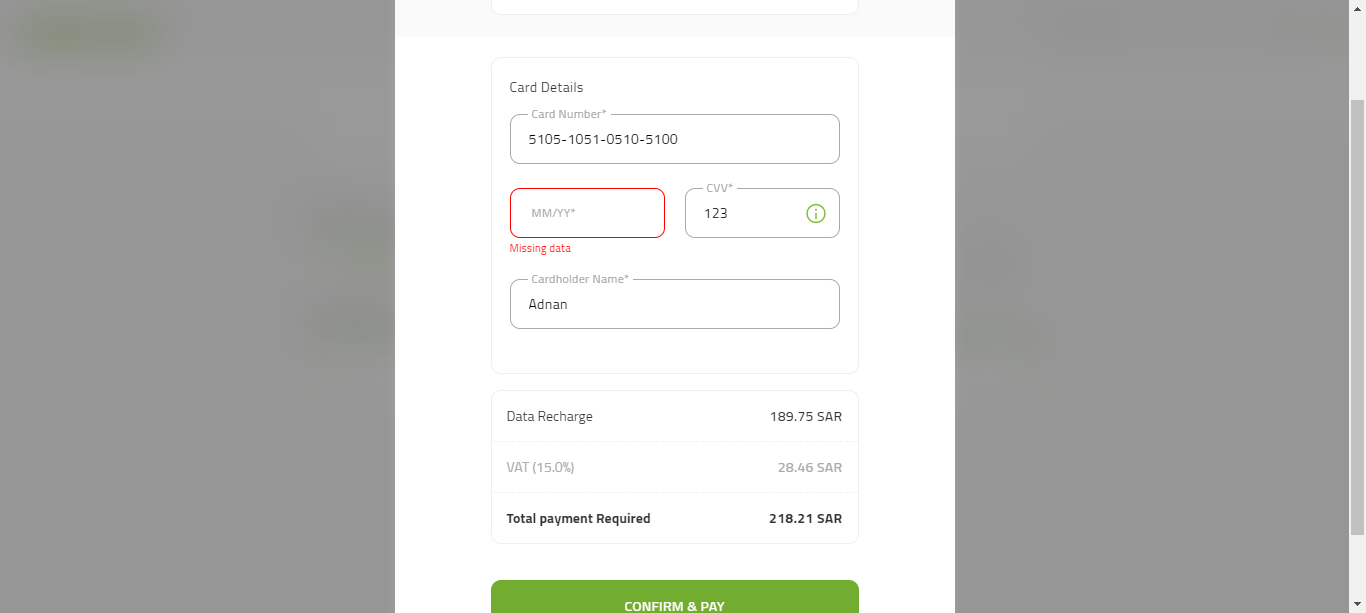 Card Details
Card Number*
5105-1051-0510-5100
MM/YY*
CVV*
123
Missing data
Cardholder Name*
Adnan
Data Recharge 189.75 SAR
VAT (15.0%) 28.46 SAR
Total payment Required 218.21 SAR
CONFIRM & PAY